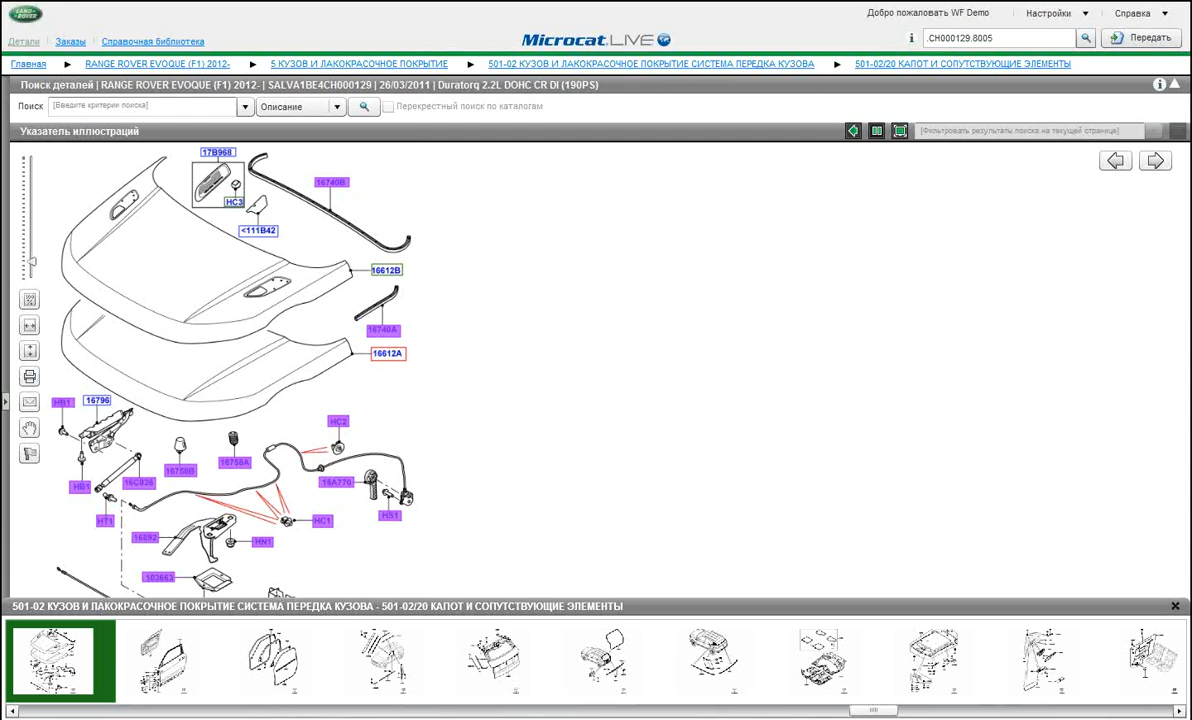 LAND-
ROVER
Добро пожаловать WF Demo
Настройки
Справка
Детали
Заказы
Справочная библиотека
Microcat.LIVE
.CH000129.8005
Передать
Главная
RANGE ROVER EVOQUE (F1) 2012-
5 КУЗОВ И ЛАКОКРАСОЧНОЕ ПОКРЫТИЕ
501-02 КУЗОВ И ЛАКОКРАСОЧНОЕ ПОКРЫТИЕ СИСТЕМА ПЕРЕДКА КУЗОВА
501-02/20 КАПОТ И СОПУТСТВУЮЩИЕ ЭЛЕМЕНТЫ
Поиск деталей | RANGE ROVER EVOQUE (F1) 2012- | SALVA1BE4CH000129 | 26/03/2011 | Duratorq 2.2L DOHC CR DI (190PS)
Поиск
[Введите критерии поиска]
Описание
Перекрестный поиск по каталогам
Указатель иллюстраций
[Фильтровать результаты поиска на текущей странице]
17B968
16740B
HC3
<111B42
16612B
16740A
16612A
HB1
16796
HC2
16758B
16758A
HB1
16C826
16A770
HS1
HT1
HC1
16892
HN1
103663
501-02 КУЗОВ И ЛАКОКРАСОЧНОЕ ПОКРЫТИЕ СИСТЕМА ПЕРЕДКА КУЗОВА - 501-02/20 КАПОТ И СОПУТСТВУЮЩИЕ ЭЛЕМЕНТЫ